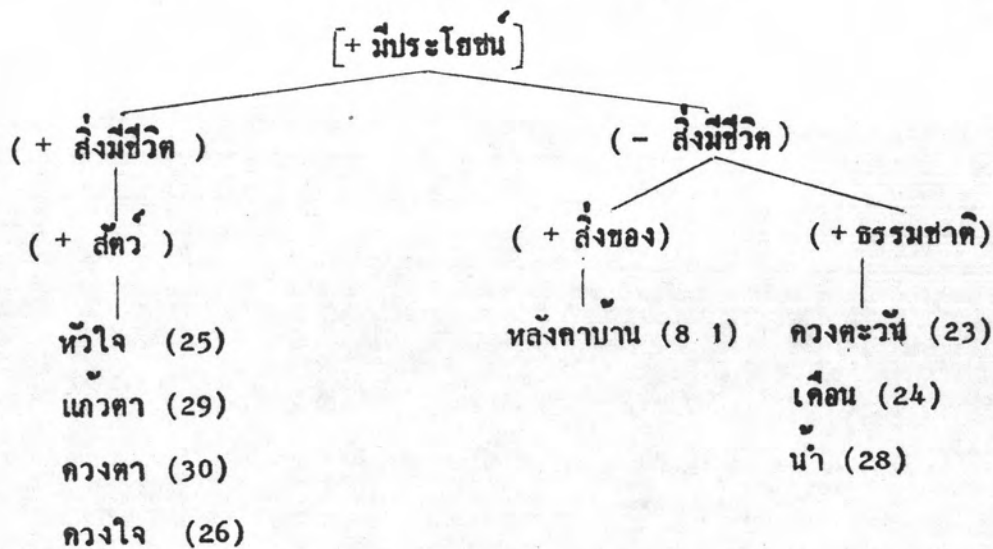 [+ มีประโยชน์]
( + สิ่งมีชีวิต ) ( - สิ่งมีชีวิต)
( + สัตว์ ) ( + สิ่งของ) (+ ธรรมชาติ)
หัวใจ (25) หลังคาบ้าน (8 1) ดวงตะวัน (23)
แก้วตา (29) เดือน (24)
ดวงตา (30) น้ำ (28)
ดวงใจ (26)